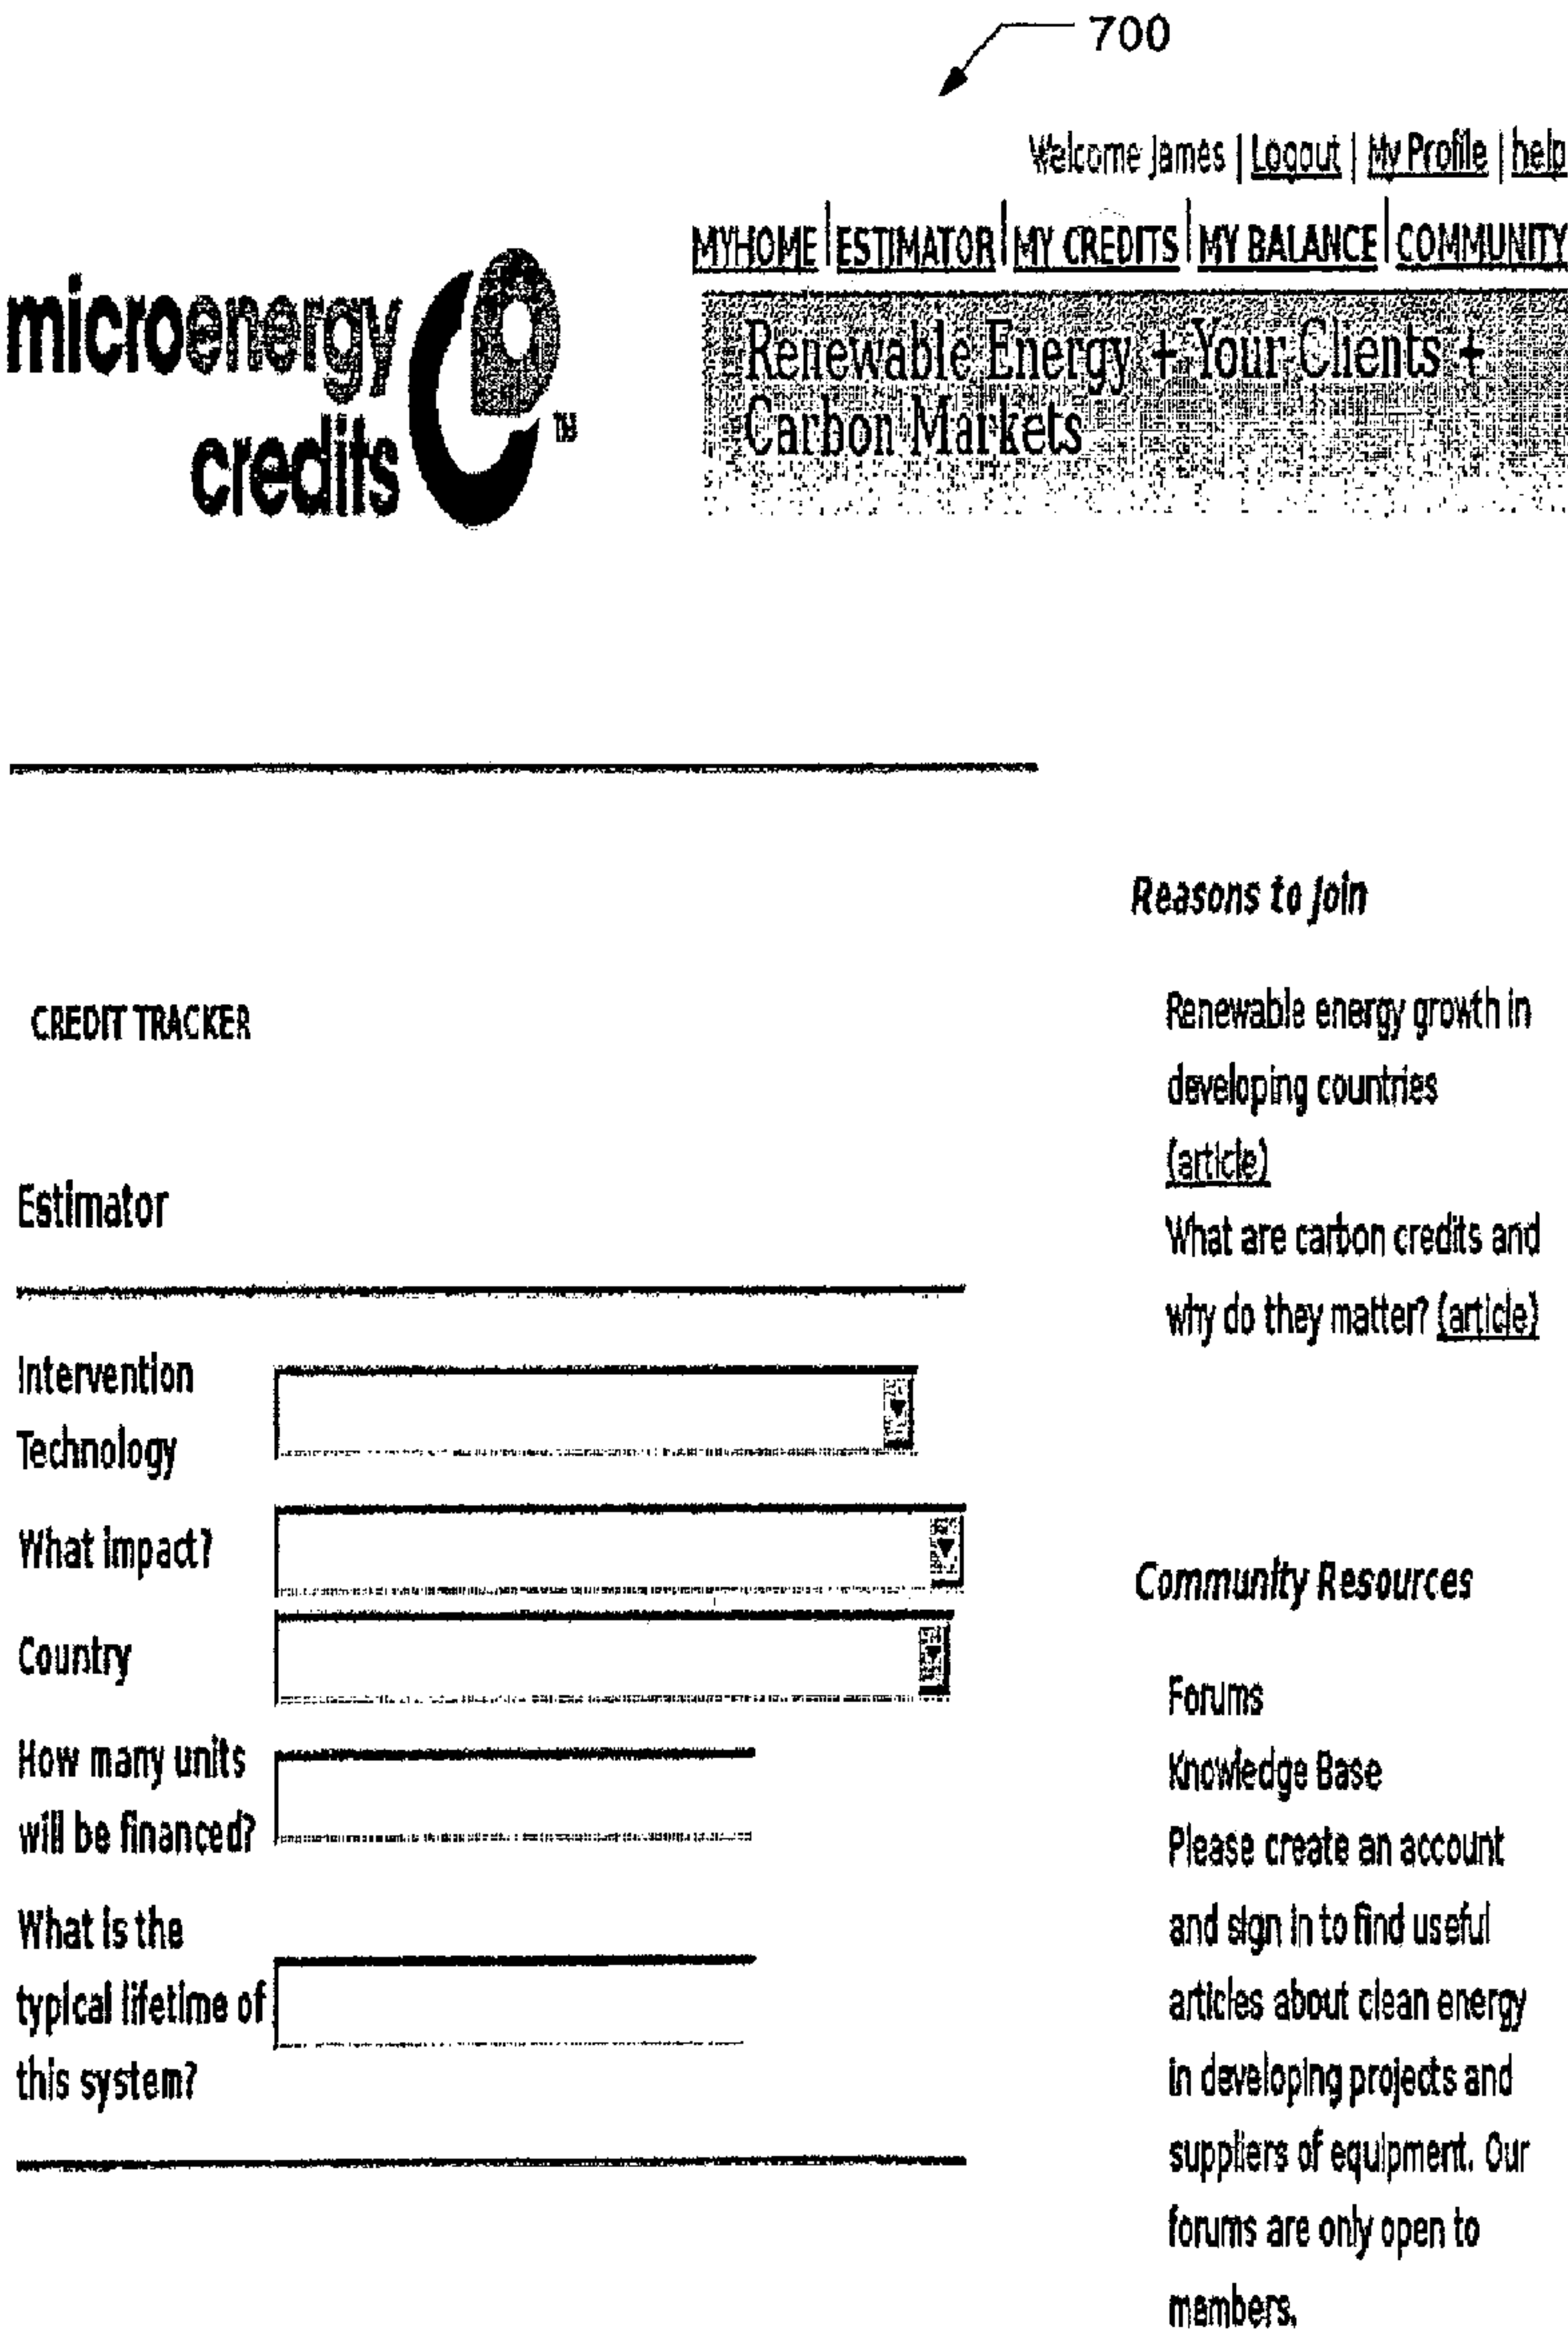 700
Welcome James | Logout | My Profile | help
MYHOME | ESTIMATOR | MY CREDITS | MY BALANCE | COMMUNITY
microenergy
credits
TM
Renewable Energy + Your Clients +
Carbon Markets
CREDIT TRACKER
Estimator
Intervention
Technology
What impact?
Country
How many units
will be financed?
What is the
typical lifetime of
this system?
Reasons to Join
Renewable energy growth in
developing countries
(article)
What are carbon credits and
why do they matter? (article)
Community Resources
Forums
Knowledge Base
Please create an account
and sign in to find useful
articles about clean energy
in developing projects and
suppliers of equipment. Our
forums are only open to
members.